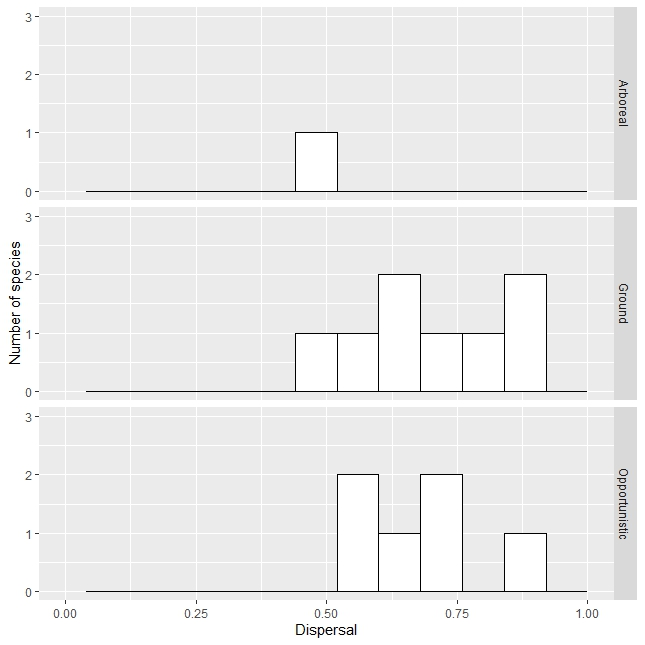 3
2
1
0
Arboreal
3
2
1
0
Ground
3
2
1
0
Opportunistic
Number of species
0.00 0.25 0.50 0.75 1.00
Dispersal